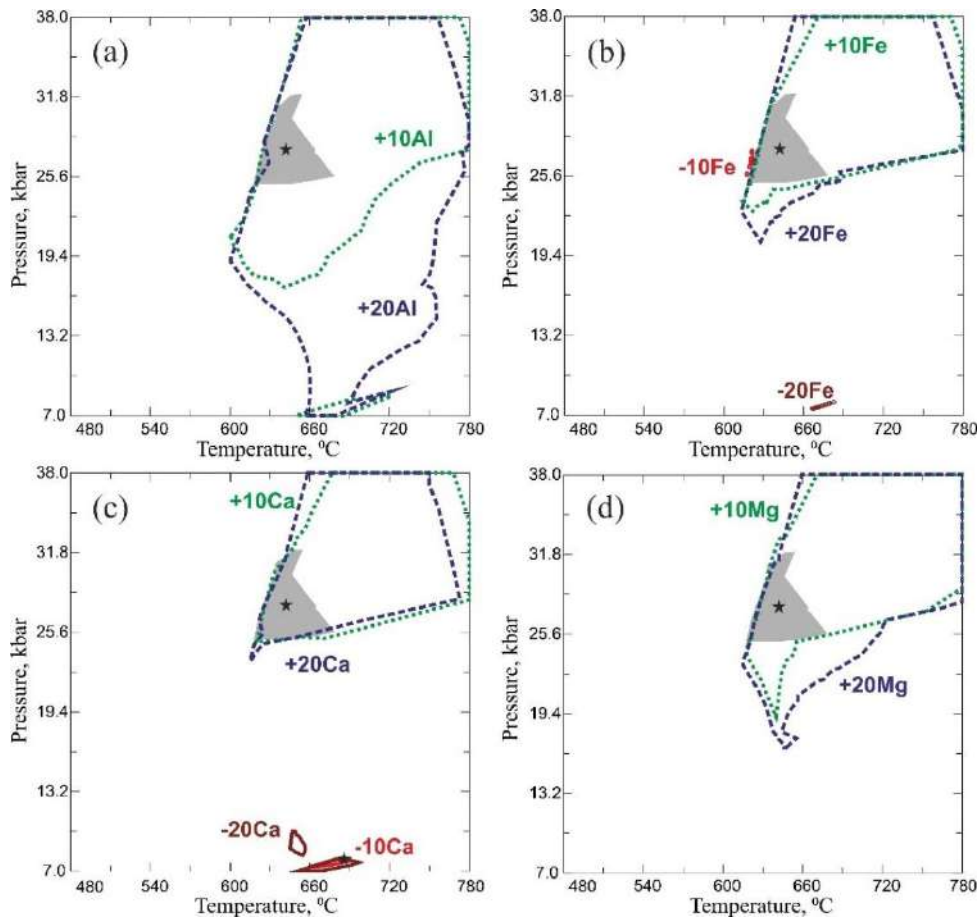 (a)
(b)
38.0
31.8
25.6
19.4
13.2
7.0
Pressure, kbar
+10Al
+20Al
480 540 600 660 720 780
Temperature, ⁰C
38.0
31.8
25.6
19.4
13.2
7.0
Pressure, kbar
+10Fe
-10Fe
+20Fe
-20Fe
480 540 600 660 720 780
Temperature, ⁰C
(c)
38.0
31.8
25.6
19.4
13.2
7.0
Pressure, kbar
+10Ca
+20Ca
-20Ca
-10Ca
480 540 600 660 720 780
Temperature, ⁰C
(d)
38.0
31.8
25.6
19.4
13.2
7.0
Pressure, kbar
+10Mg
+20Mg
480 540 600 660 720 780
Temperature, ⁰C